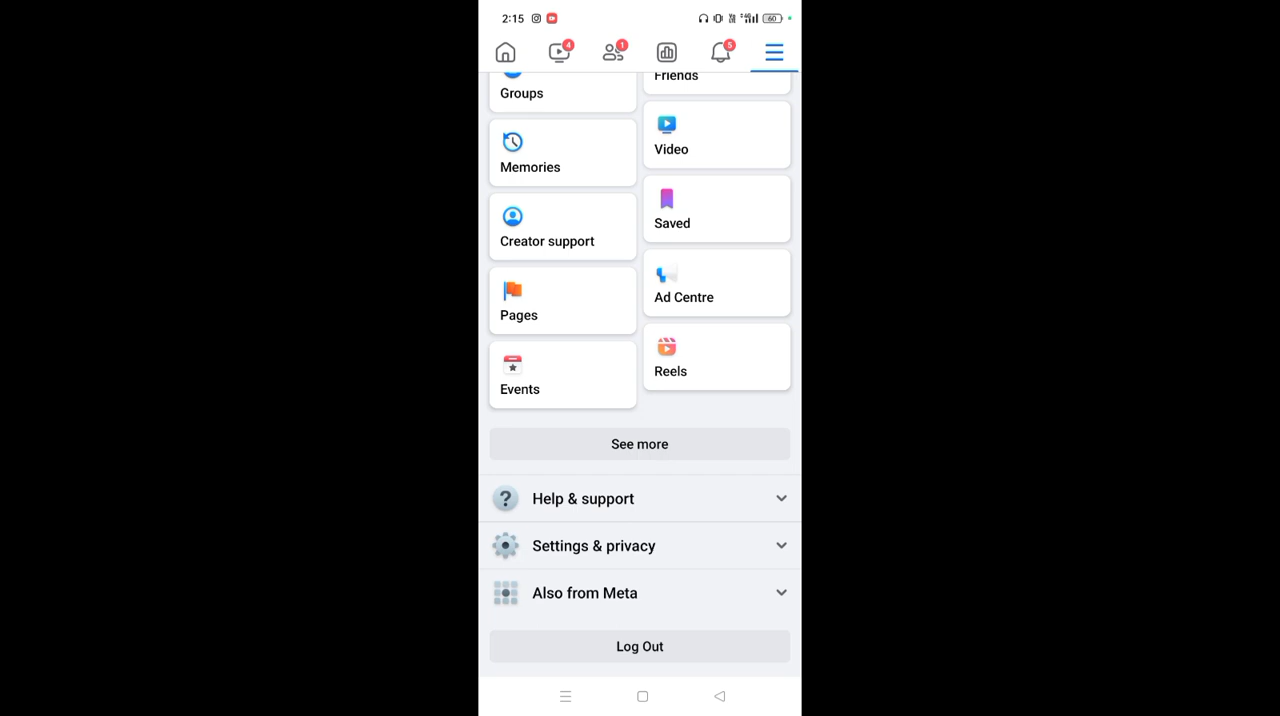 2:15
60
4
1
5
Groups
Friends
Memories
Video
Creator support
Saved
Pages
Ad Centre
Events
Reels
See more
Help & support
Settings & privacy
Also from Meta
Log Out